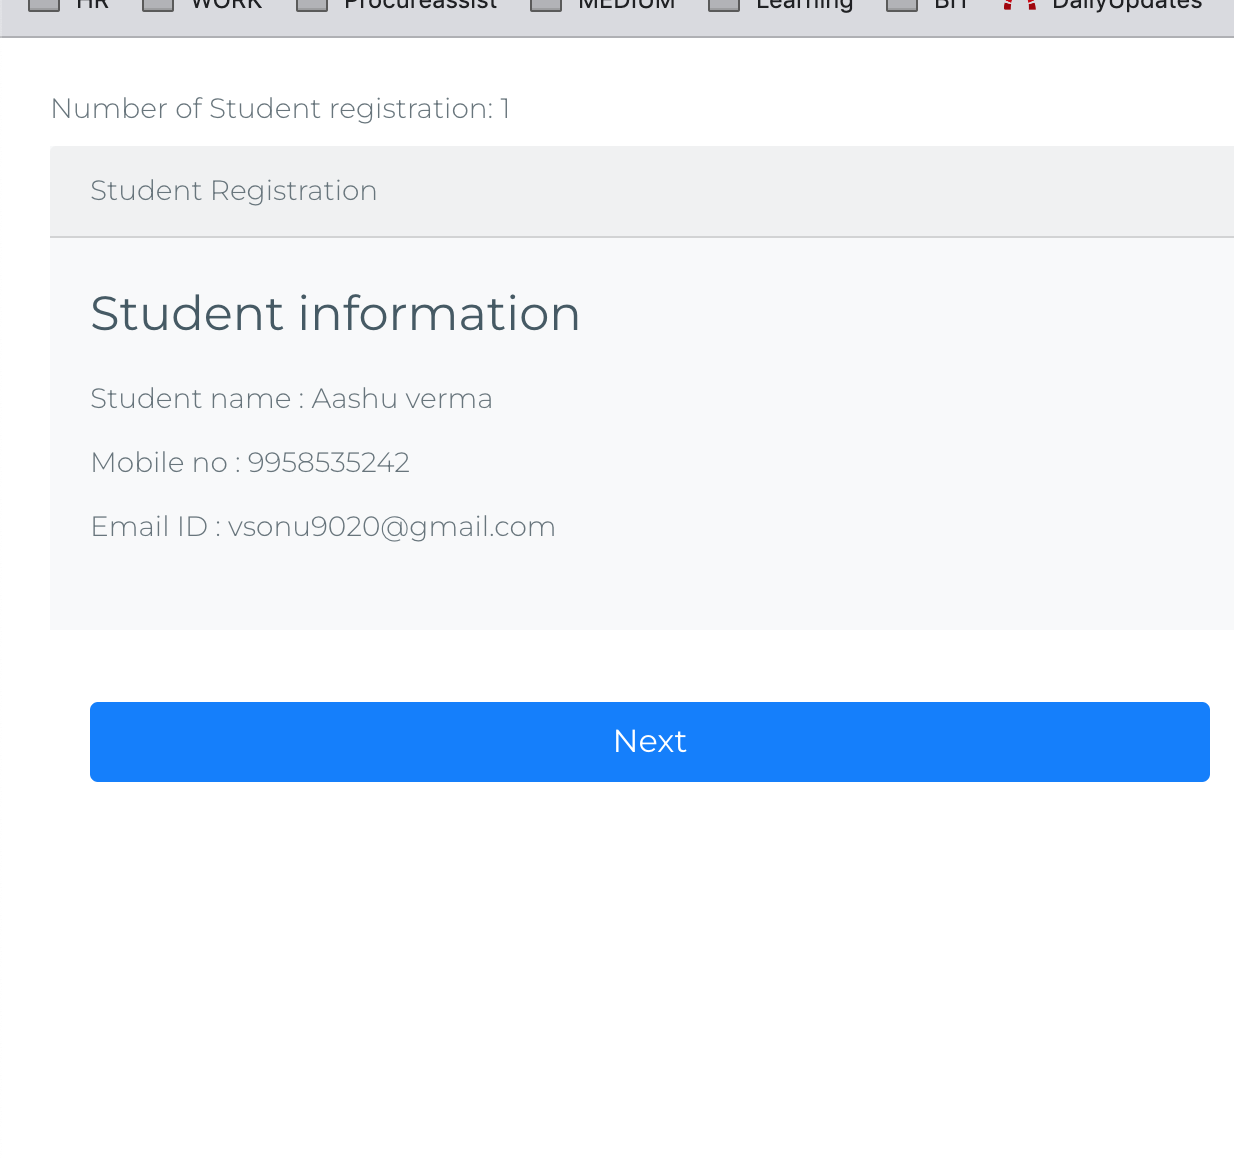 HR WORK Procureassist MEDIUM Learning BIT DailyUpdates
Number of Student registration: 1
Student Registration
Student information
Student name : Aashu verma
Mobile no : 9958535242
Email ID : vsonu9020@gmail.com
Next